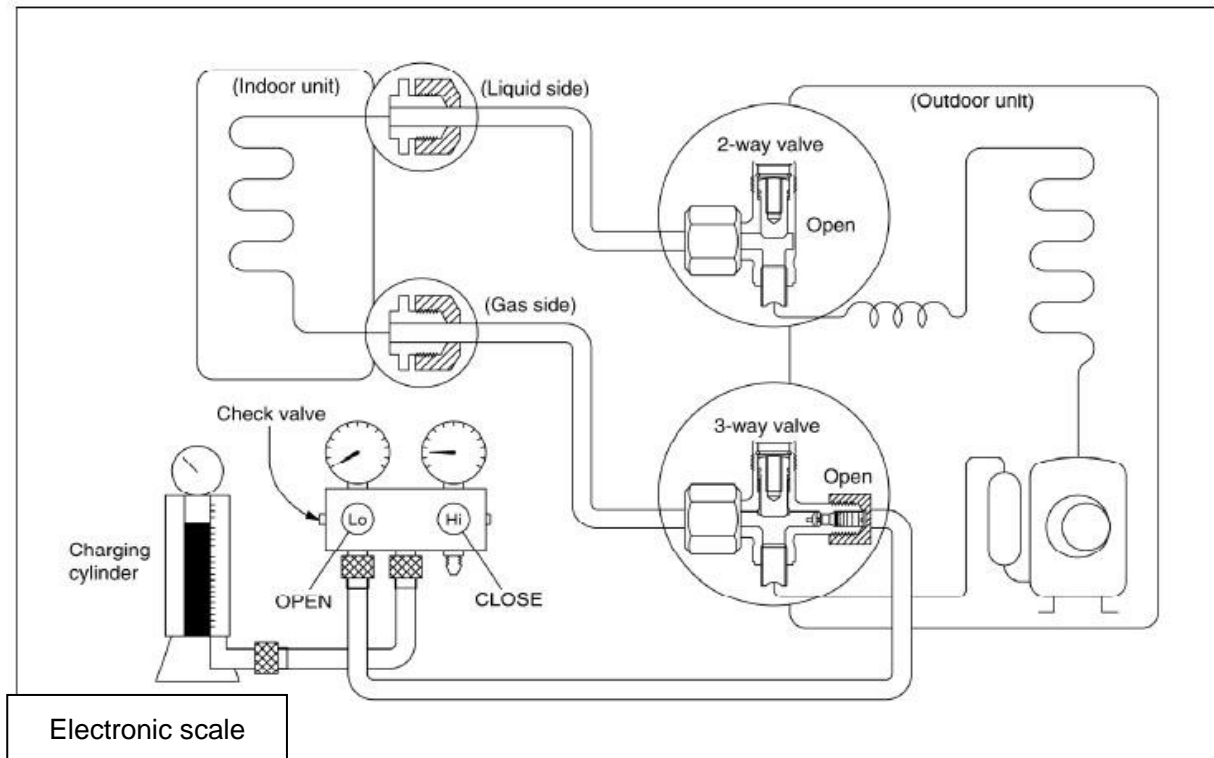 (Indoor unit)
(Liquid side)
(Outdoor unit)
2-way valve
Open
(Gas side)
Check valve
3-way valve
Open
Lo
Hi
Charging
cylinder
OPEN
CLOSE
Electronic scale